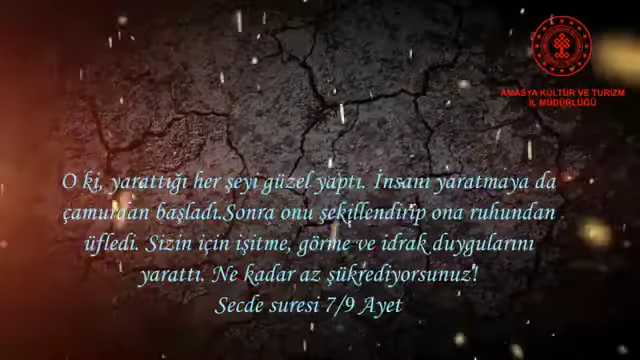 AMASYA KÜLTÜR VE TURİZM
İL MÜDÜRLÜĞÜ
O ki, yarattığı her şeyi güzel yaptı. İnsanı yaratmaya da
çamurdan başladı.Sonra onu şekillendirip ona ruhundan
üfledi. Sizin için işitme, görme ve idrak duygularını
yarattı. Ne kadar az şükrediyorsunuz!
Secde suresi 7/9 Ayet